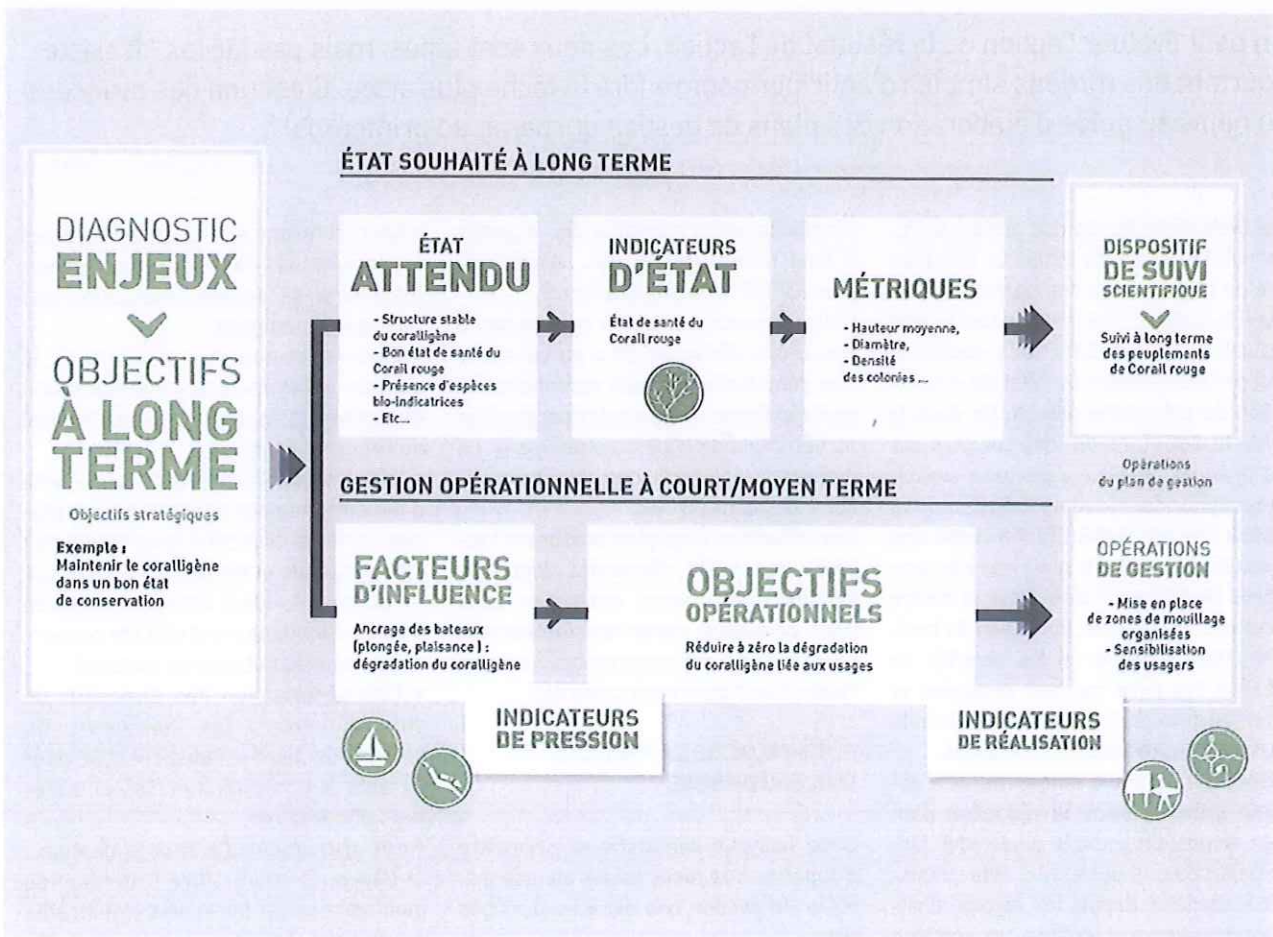 DIAGNOSTIC
ENJEUX
OBJECTIFS
À LONG
TERME
Objectifs stratégiques
Exemple :
Maintenir le coralligène
dans un bon état
de conservation
ÉTAT SOUHAITÉ À LONG TERME
ÉTAT
ATTENDU
- Structure stable
du coralligène
- Bon état de santé du
Corail rouge
- Présence d'espèces
bio-indicatrices
- Etc...
INDICATEURS
D'ÉTAT
État de santé du
Corail rouge
MÉTRIQUES
- Hauteur moyenne,
- Diamètre,
- Densité
des colonies ...
DISPOSITIF
DE SUIVI
SCIENTIFIQUE
Suivi à long terme
des peuplements
de Corail rouge
Opérations
du plan de gestion
GESTION OPÉRATIONNELLE À COURT/MOYEN TERME
FACTEURS
D'INFLUENCE
Ancrage des bateaux
(plongée, plaisance) :
dégradation du coralligène
OBJECTIFS
OPÉRATIONNELS
Réduire à zéro la dégradation
du coralligène liée aux usages
OPÉRATIONS
DE GESTION
- Mise en place
de zones de mouillage
organisées
- Sensibilisation
des usagers
INDICATEURS
DE PRESSION
INDICATEURS
DE RÉALISATION